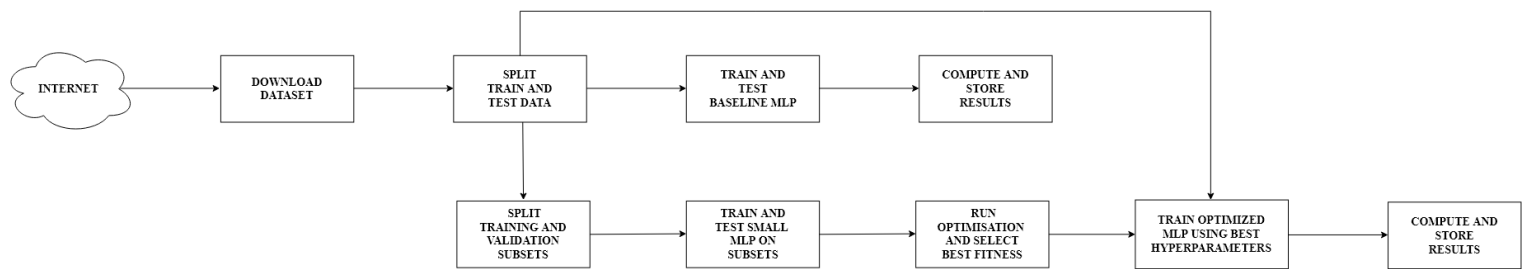 INTERNET
DOWNLOAD
DATASET
SPLIT
TRAIN AND
TEST DATA
TRAIN AND
TEST
BASELINE MLP
COMPUTE AND
STORE
RESULTS
SPLIT
TRAINING AND
VALIDATION
SUBSETS
TRAIN AND
TEST SMALL
MLP ON
SUBSETS
RUN
OPTIMISATION
AND SELECT
BEST FITNESS
TRAIN OPTIMIZED
MLP USING BEST
HYPERPARAMETERS
COMPUTE AND
STORE
RESULTS